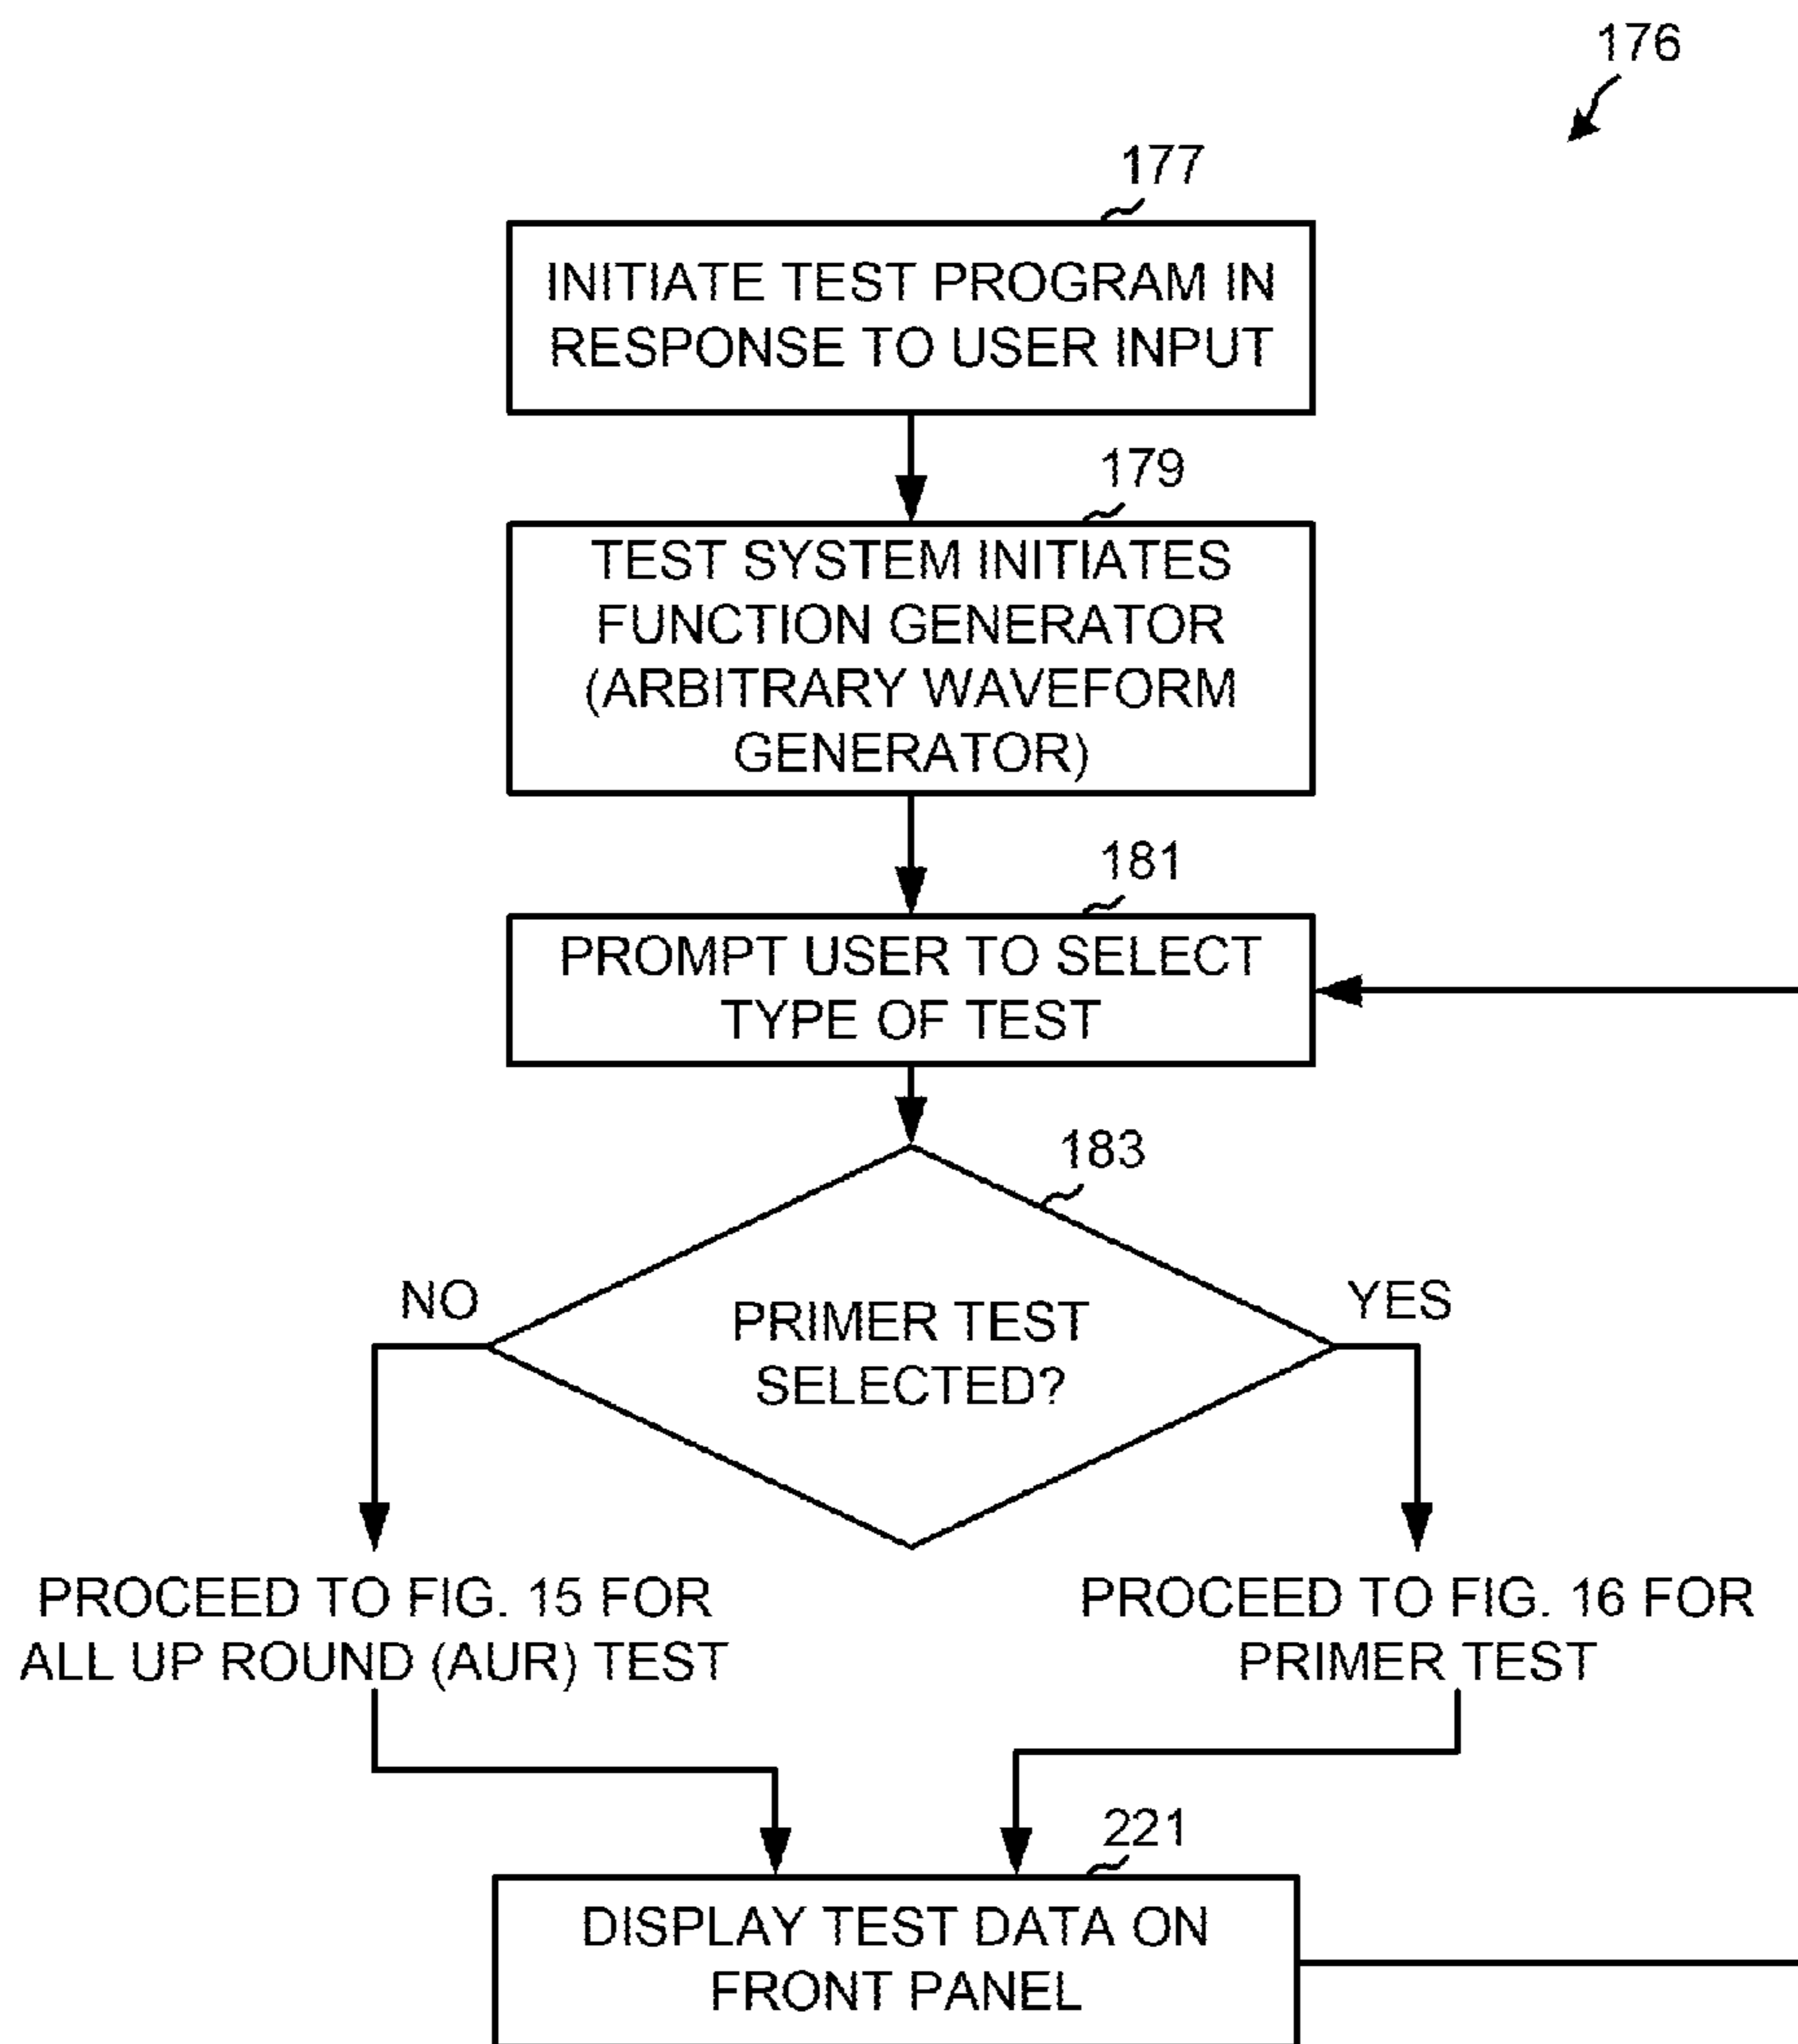 176
177
INITIATE TEST PROGRAM IN
RESPONSE TO USER INPUT
179
TEST SYSTEM INITIATES
FUNCTION GENERATOR
(ARBITRARY WAVEFORM
GENERATOR)
181
PROMPT USER TO SELECT
TYPE OF TEST
183
NO
YES
PRIMER TEST
SELECTED?
PROCEED TO FIG. 15 FOR
ALL UP ROUND (AUR) TEST
PROCEED TO FIG. 16 FOR
PRIMER TEST
221
DISPLAY TEST DATA ON
FRONT PANEL